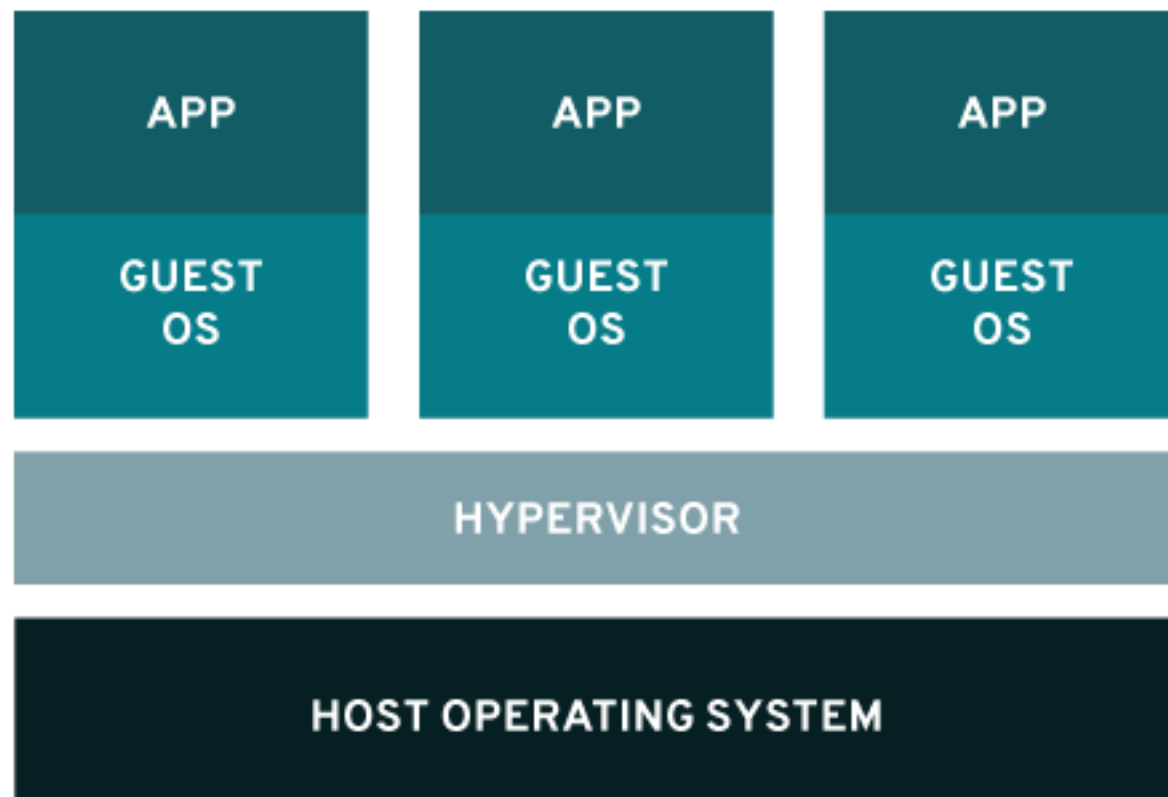 APP
APP
APP
GUEST
OS
GUEST
OS
GUEST
OS
HYPERVISOR
HOST OPERATING SYSTEM